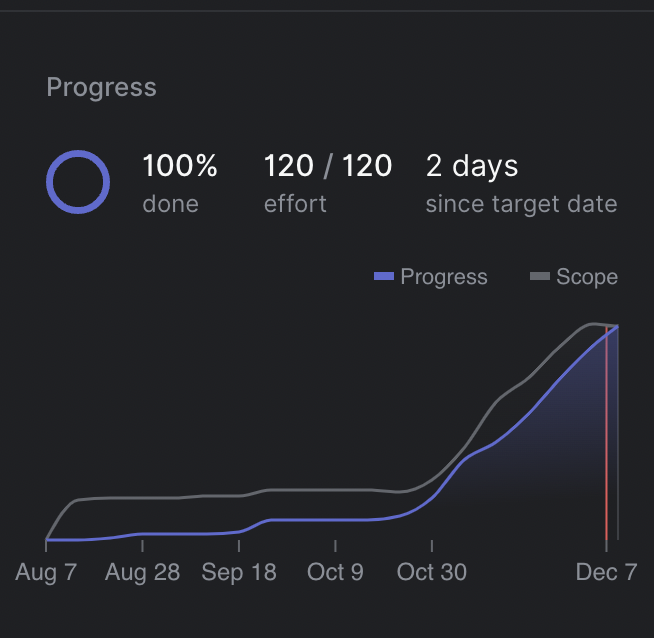 Progress
100% 120 / 120 2 days
done effort since target date
Progress Scope
Aug 7 Aug 28 Sep 18 Oct 9 Oct 30 Dec 7